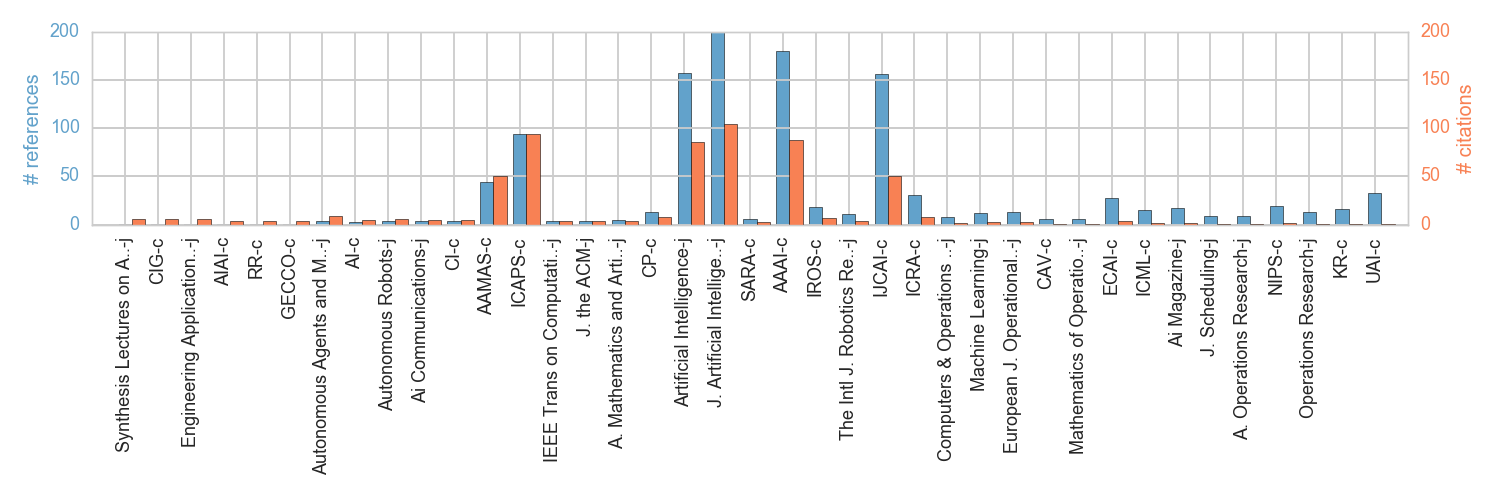 200
150
100
50
0
# references
200
150
100
50
0
# citations
Synthesis Lectures on A..-j
CIG-c
Engineering Application..-j
AIAI-c
RR-c
GECCO-c
Autonomous Agents and M..-j
AI-c
Autonomous Robots-j
Ai Communications-j
CI-c
AAMAS-c
ICAPS-c
IEEE Trans on Computati..-j
J. the ACM-j
A. Mathematics and Arti..-j
CP-c
Artificial Intelligence-j
J. Artificial Intellige..-j
SARA-c
AAAI-c
IROS-c
The Intl J. Robotics Re..-j
IJCAI-c
ICRA-c
Computers & Operations ..-j
Machine Learning-j
European J. Operational..-j
CAV-c
Mathematics of Operatio..-j
ECAI-c
ICML-c
Ai Magazine-j
J. Scheduling-j
A. Operations Research-j
NIPS-c
Operations Research-j
KR-c
UAI-c